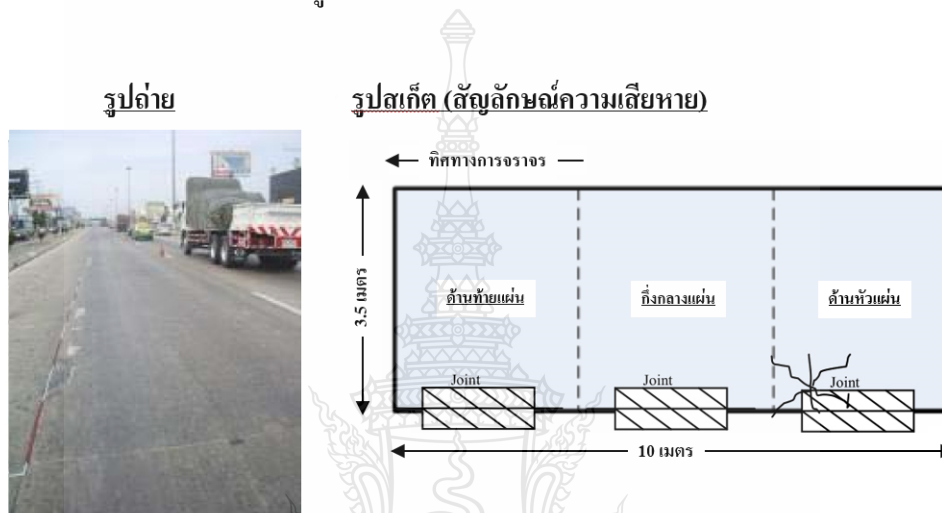 รูปถ่าย
รูปสเก็ต (สัญลักษณ์ความเสียหาย)
ทิศทางการจราจร
3.5 เมตร
ด้านท้ายแผ่น
กึ่งกลางแผ่น
ด้านหัวแผ่น
Joint
Joint
Joint
10 เมตร